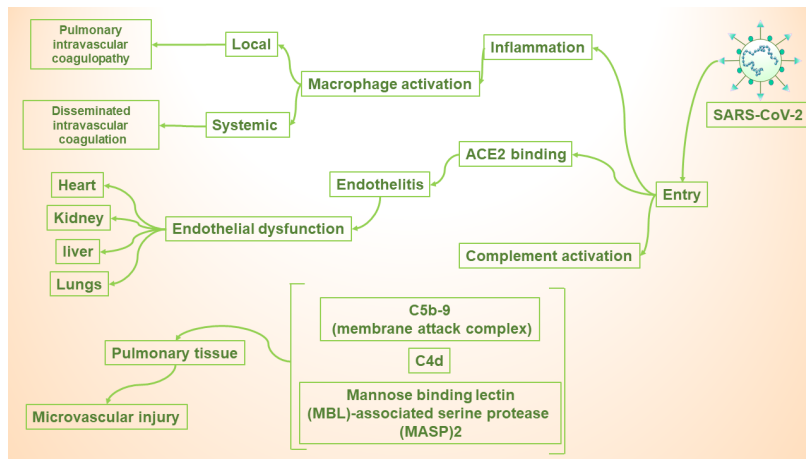 Pulmonary
intravascular
coagulopathy
Local
Inflammation
Macrophage activation
SARS-CoV-2
Disseminated
intravascular
coagulation
Systemic
ACE2 binding
Heart
Endothelitis
Entry
Kidney
Endothelial dysfunction
liver
Complement activation
Lungs
C5b-9
(membrane attack complex)
Pulmonary tissue
C4d
Mannose binding lectin
(MBL)-associated serine protease
(MASP)2
Microvascular injury